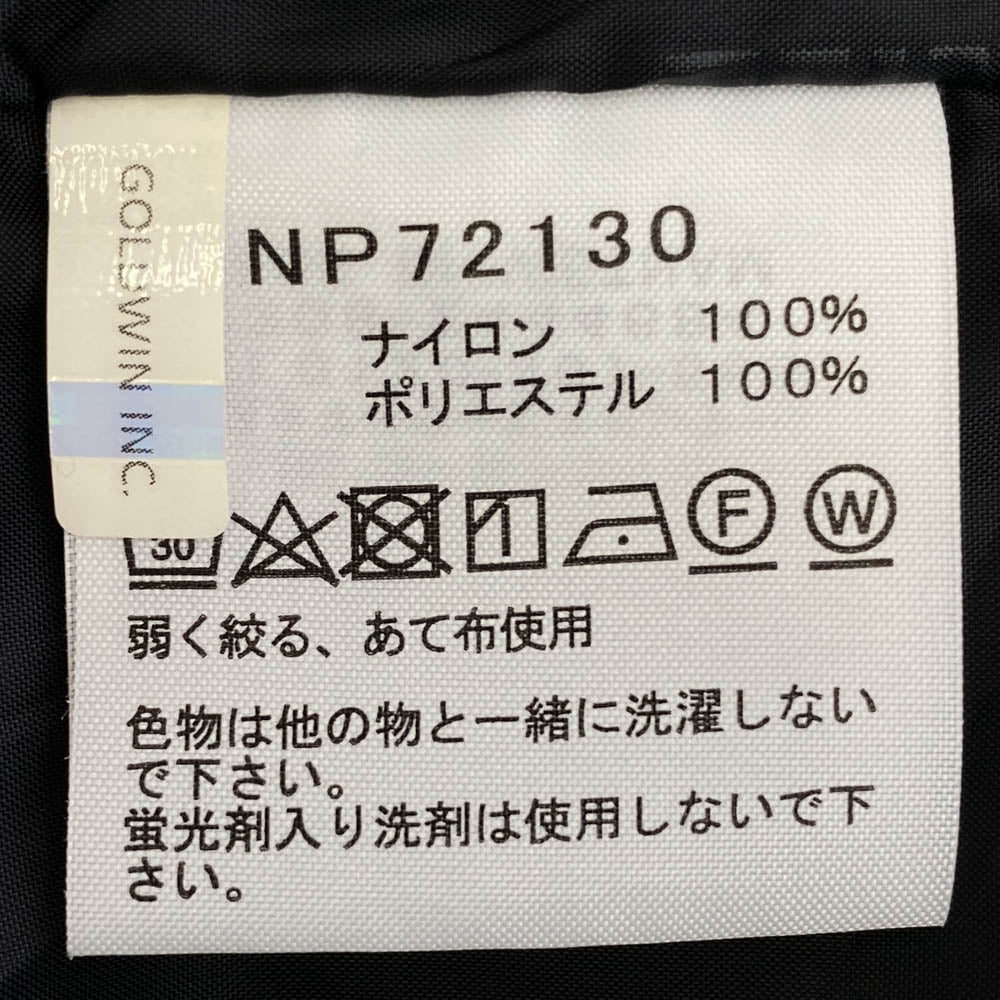 GOLDWIN INC.
NP72130
ナイロン 100%
ポリエステル 100%
30 F W
弱く絞る、あて布使用
色物は他の物と一緒に洗濯しない
で下さい。
蛍光剤入り洗剤は使用しないで下
さい。